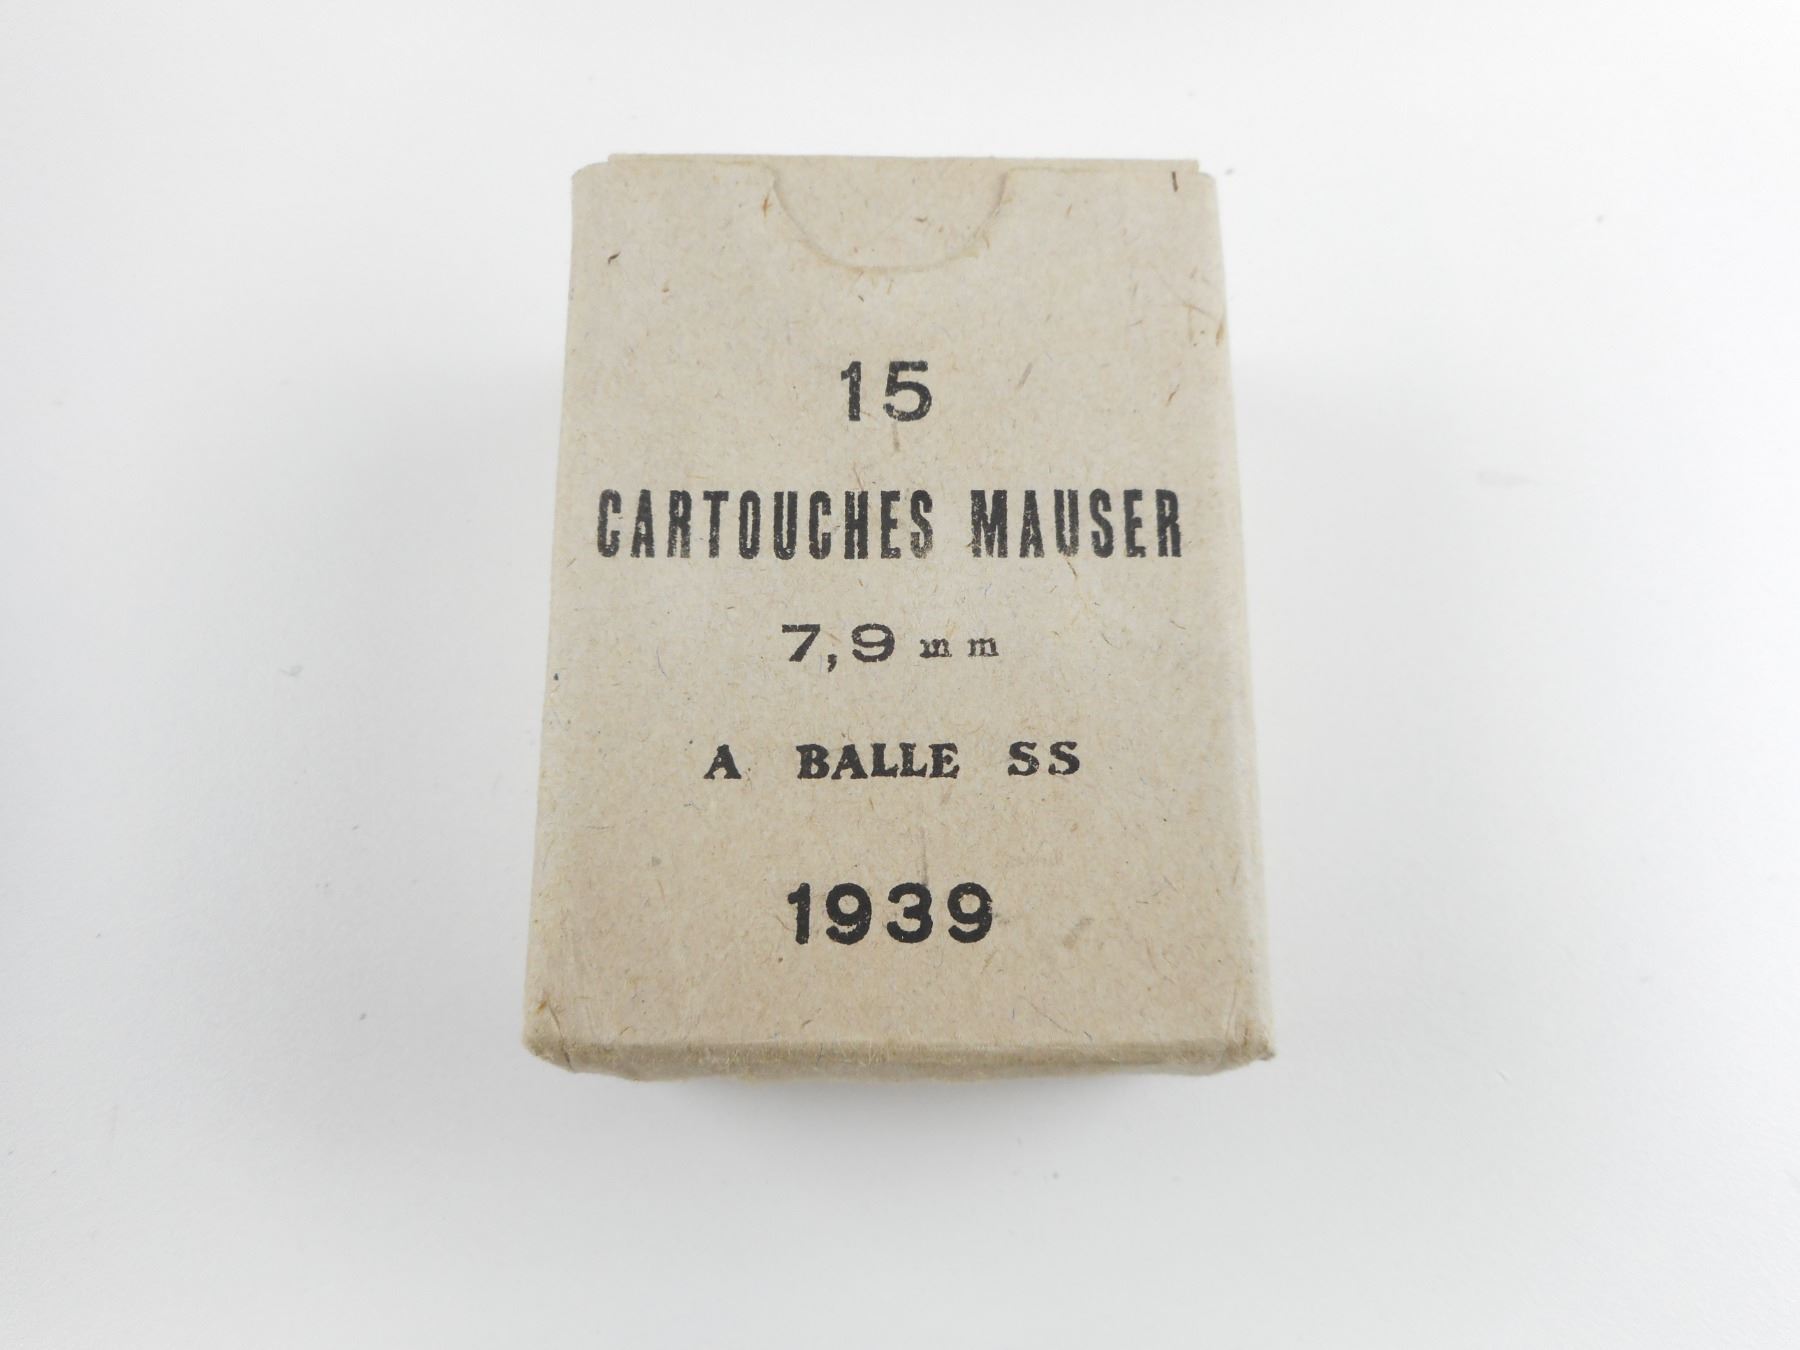 15
CARTOUCHES MAUSER
7,9 mm
A BALLE SS
1939